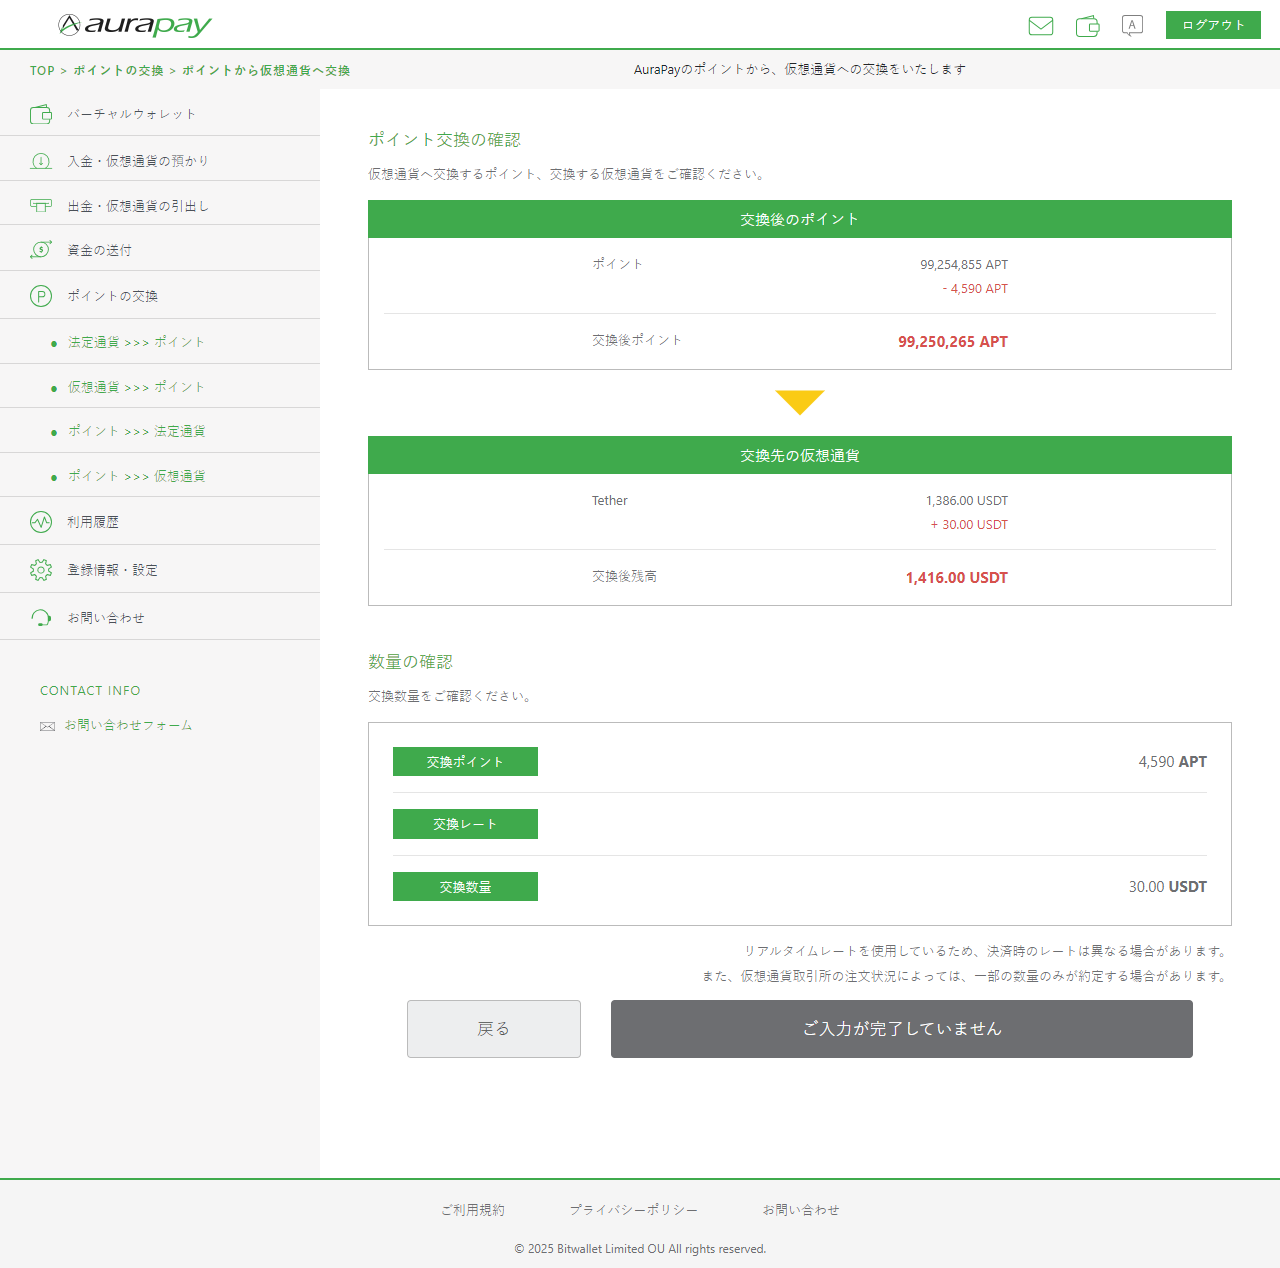 aurapay
A
ログアウト
TOP > ポイントの交換 > ポイントから仮想通貨へ交換
AuraPayのポイントから、仮想通貨への交換をいたします
バーチャルウォレット
入金・仮想通貨の預かり
出金・仮想通貨の引出し
資金の送付
ポイントの交換
● 法定通貨 >>> ポイント
● 仮想通貨 >>> ポイント
● ポイント >>> 法定通貨
● ポイント >>> 仮想通貨
利用履歴
登録情報・設定
お問い合わせ
CONTACT INFO
お問い合わせフォーム
ポイント交換の確認
仮想通貨へ交換するポイント、交換する仮想通貨をご確認ください。
交換後のポイント
ポイント 99,254,855 APT
- 4,590 APT
交換後ポイント 99,250,265 APT
交換先の仮想通貨
Tether 1,386.00 USDT
+ 30.00 USDT
交換後残高 1,416.00 USDT
数量の確認
交換数量をご確認ください。
交換ポイント 4,590 APT
交換レート
交換数量 30.00 USDT
リアルタイムレートを使用しているため、決済時のレートは異なる場合があります。
また、仮想通貨取引所の注文状況によっては、一部の数量のみが約定する場合があります。
戻る ご入力が完了していません
ご利用規約 プライバシーポリシー お問い合わせ
© 2025 Bitwallet Limited OU All rights reserved.